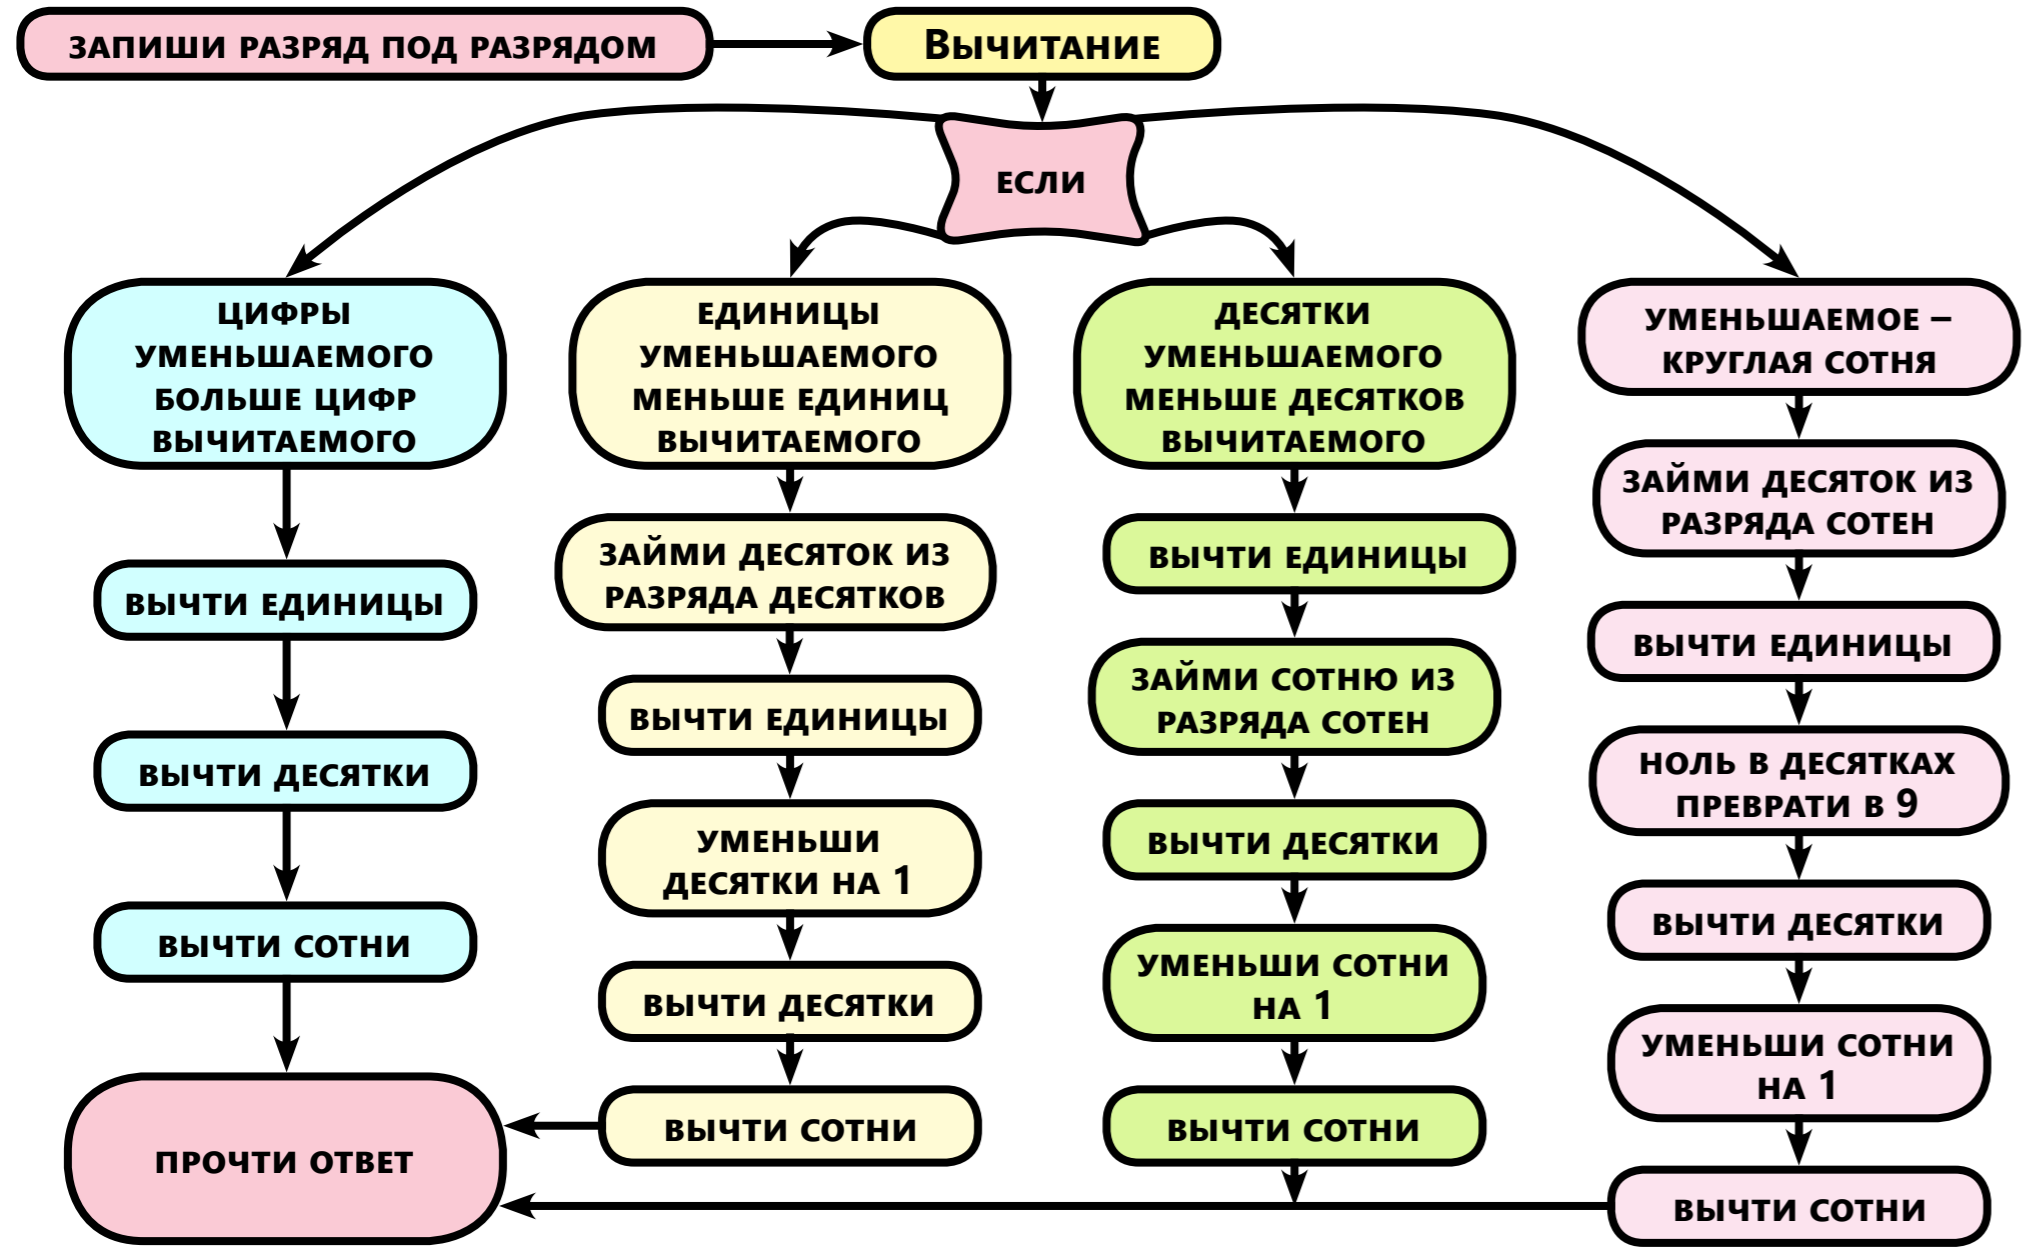 ЗАПИШИ РАЗРЯД ПОД РАЗРЯДОМ
ВЫЧИТАНИЕ
ЕСЛИ
ЦИФРЫ
УМЕНЬШАЕМОГО
БОЛЬШЕ ЦИФР
ВЫЧИТАЕМОГО
ВЫЧТИ ЕДИНИЦЫ
ВЫЧТИ ДЕСЯТКИ
ВЫЧТИ СОТНИ
ПРОЧТИ ОТВЕТ
ЕДИНИЦЫ
УМЕНЬШАЕМОГО
МЕНЬШЕ ЕДИНИЦ
ВЫЧИТАЕМОГО
ЗАЙМИ ДЕСЯТОК ИЗ
РАЗРЯДА ДЕСЯТКОВ
ВЫЧТИ ЕДИНИЦЫ
УМЕНЬШИ
ДЕСЯТКИ НА 1
ВЫЧТИ ДЕСЯТКИ
ВЫЧТИ СОТНИ
ДЕСЯТКИ
УМЕНЬШАЕМОГО
МЕНЬШЕ ДЕСЯТКОВ
ВЫЧИТАЕМОГО
ВЫЧТИ ЕДИНИЦЫ
ЗАЙМИ СОТНЮ ИЗ
РАЗРЯДА СОТЕН
ВЫЧТИ ДЕСЯТКИ
УМЕНЬШИ СОТНИ
НА 1
ВЫЧТИ СОТНИ
УМЕНЬШАЕМОЕ –
КРУГЛАЯ СОТНЯ
ЗАЙМИ ДЕСЯТОК ИЗ
РАЗРЯДА СОТЕН
ВЫЧТИ ЕДИНИЦЫ
НОЛЬ В ДЕСЯТКАХ
ПРЕВРАТИ В 9
ВЫЧТИ ДЕСЯТКИ
УМЕНЬШИ СОТНИ
НА 1
ВЫЧТИ СОТНИ